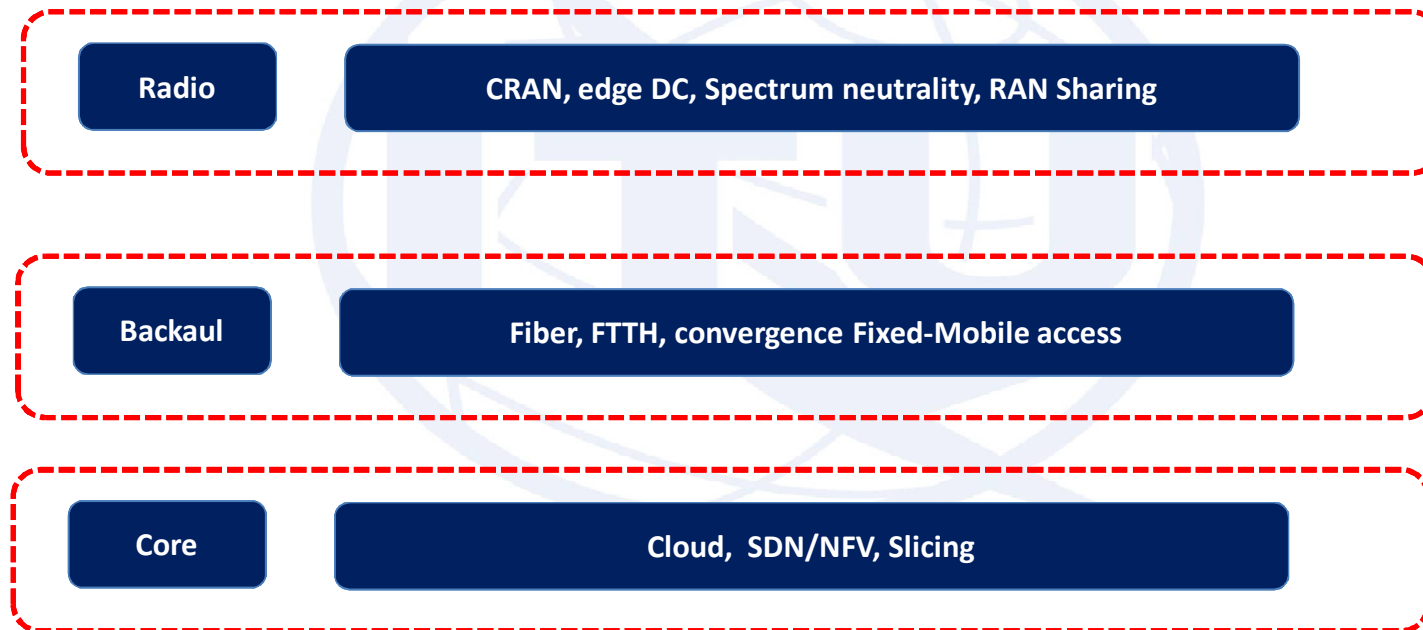 Radio
CRAN, edge DC, Spectrum neutrality, RAN Sharing
Backaul
Fiber, FTTH, convergence Fixed-Mobile access
Core
Cloud, SDN/NFV, Slicing
ITU